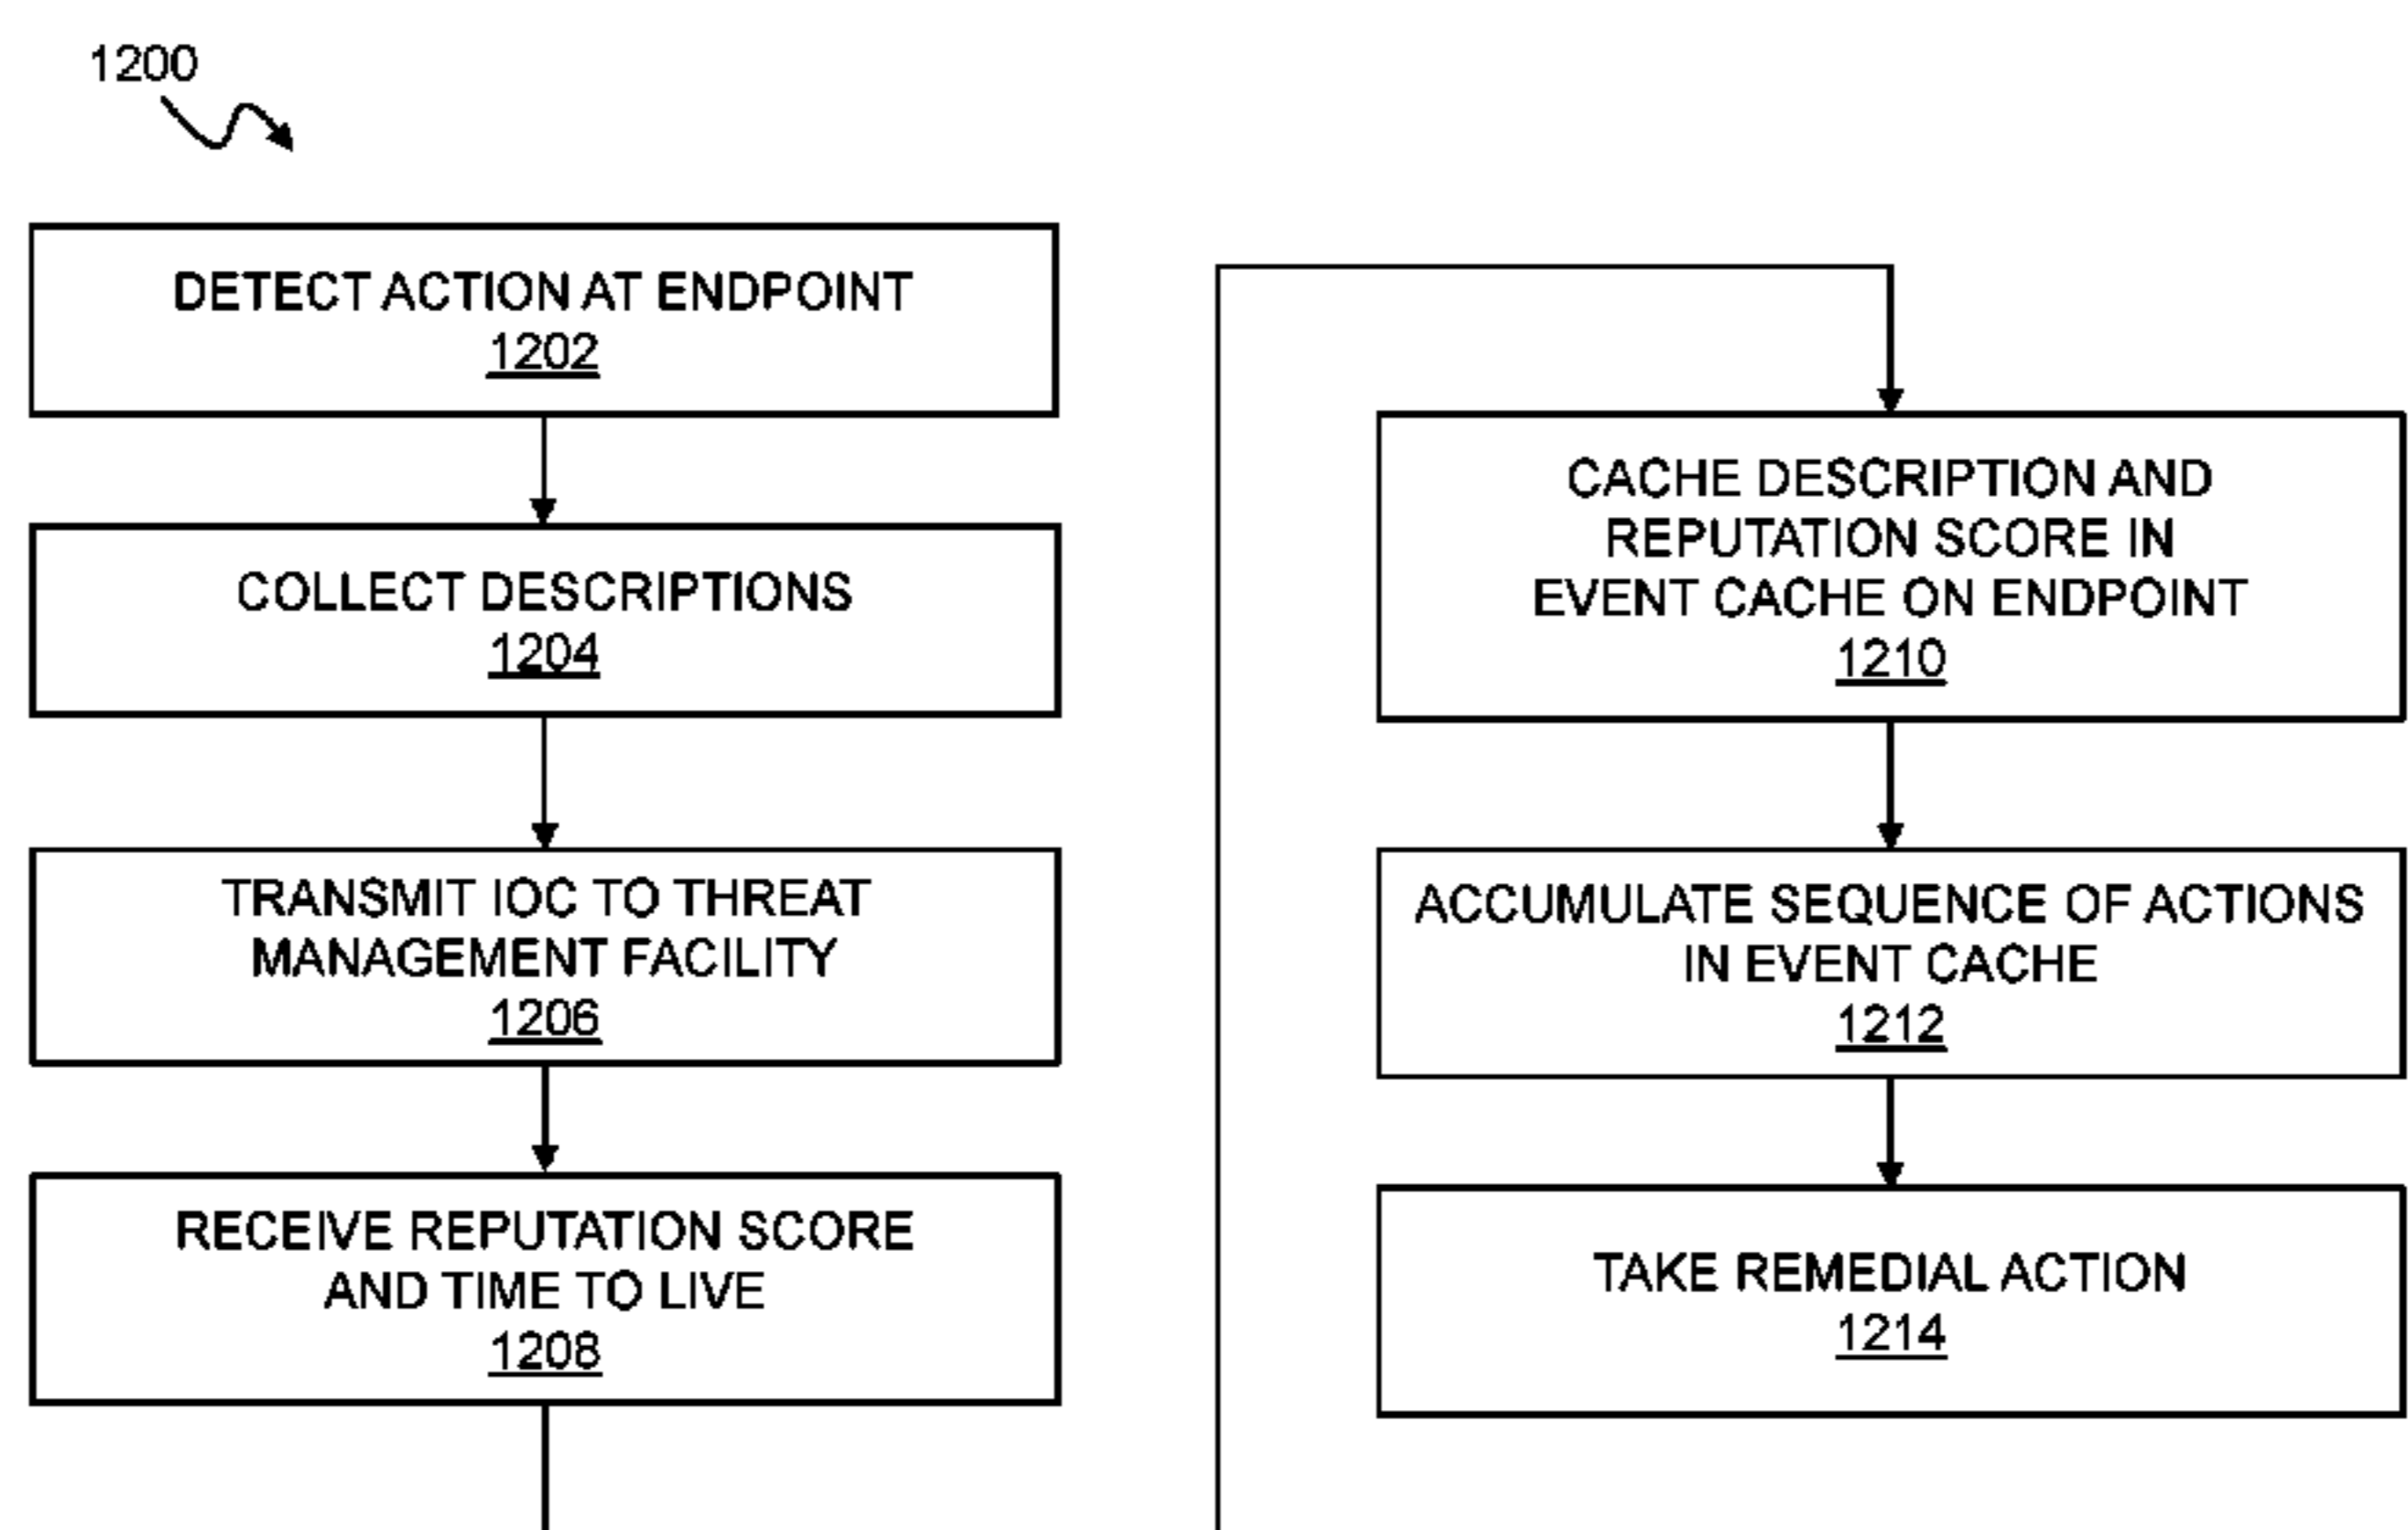 1200
DETECT ACTION AT ENDPOINT
1202
COLLECT DESCRIPTIONS
1204
TRANSMIT IOC TO THREAT
MANAGEMENT FACILITY
1206
RECEIVE REPUTATION SCORE
AND TIME TO LIVE
1208
CACHE DESCRIPTION AND
REPUTATION SCORE IN
EVENT CACHE ON ENDPOINT
1210
ACCUMULATE SEQUENCE OF ACTIONS
IN EVENT CACHE
1212
TAKE REMEDIAL ACTION
1214